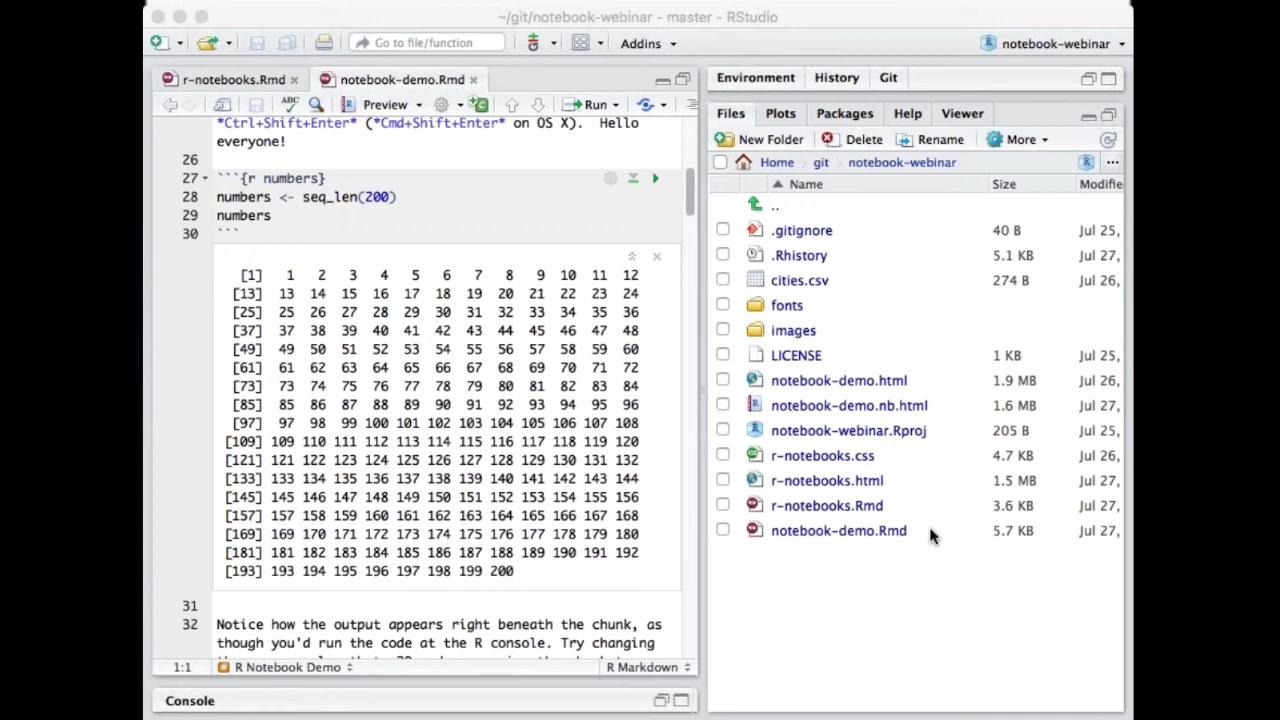 ~/git/notebook-webinar - master - RStudio
Go to file/function
Addins
notebook-webinar
r-notebooks.Rmd
notebook-demo.Rmd
ABC
Preview
Run
*Ctrl+Shift+Enter* (*Cmd+Shift+Enter* on OS X).  Hello
everyone!
26
27 ```{r numbers}
28 numbers <- seq_len(200)
29 numbers
30 ```
[1] 1 2 3 4 5 6 7 8 9 10 11 12
[13] 13 14 15 16 17 18 19 20 21 22 23 24
[25] 25 26 27 28 29 30 31 32 33 34 35 36
[37] 37 38 39 40 41 42 43 44 45 46 47 48
[49] 49 50 51 52 53 54 55 56 57 58 59 60
[61] 61 62 63 64 65 66 67 68 69 70 71 72
[73] 73 74 75 76 77 78 79 80 81 82 83 84
[85] 85 86 87 88 89 90 91 92 93 94 95 96
[97] 97 98 99 100 101 102 103 104 105 106 107 108
[109] 109 110 111 112 113 114 115 116 117 118 119 120
[121] 121 122 123 124 125 126 127 128 129 130 131 132
[133] 133 134 135 136 137 138 139 140 141 142 143 144
[145] 145 146 147 148 149 150 151 152 153 154 155 156
[157] 157 158 159 160 161 162 163 164 165 166 167 168
[169] 169 170 171 172 173 174 175 176 177 178 179 180
[181] 181 182 183 184 185 186 187 188 189 190 191 192
[193] 193 194 195 196 197 198 199 200
31
32 Notice how the output appears right beneath the chunk, as
though you'd run the code at the R console. Try changing
1:1 R Notebook Demo R Markdown
Console
Environment History Git
Files Plots Packages Help Viewer
New Folder Delete Rename More
Home git notebook-webinar ...
Name Size Modifie
..
.gitignore 40 B Jul 25,
.Rhistory 5.1 KB Jul 27,
cities.csv 274 B Jul 26,
fonts
images
LICENSE 1 KB Jul 25,
notebook-demo.html 1.9 MB Jul 26,
notebook-demo.nb.html 1.6 MB Jul 27,
notebook-webinar.Rproj 205 B Jul 25,
r-notebooks.css 4.7 KB Jul 26,
r-notebooks.html 1.5 MB Jul 27,
r-notebooks.Rmd 3.6 KB Jul 27,
notebook-demo.Rmd 5.7 KB Jul 27,